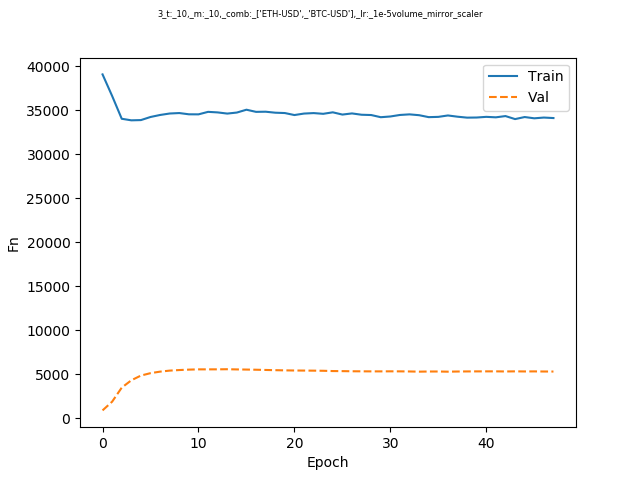 3_t:_10,_m:_10,_comb:_['ETH-USD',_'BTC-USD'],_lr:_1e-5volume_mirror_scaler
40000
Train
Val
35000
30000
25000
20000
Fn
15000
10000
5000
0
0 10 20 30 40
Epoch